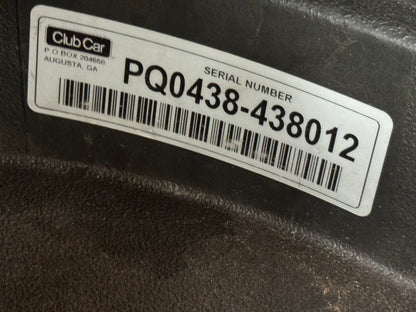 Club Car
P.O BOX 204658
AUGUSTA, GA
SERIAL NUMBER
PQ0438-438012